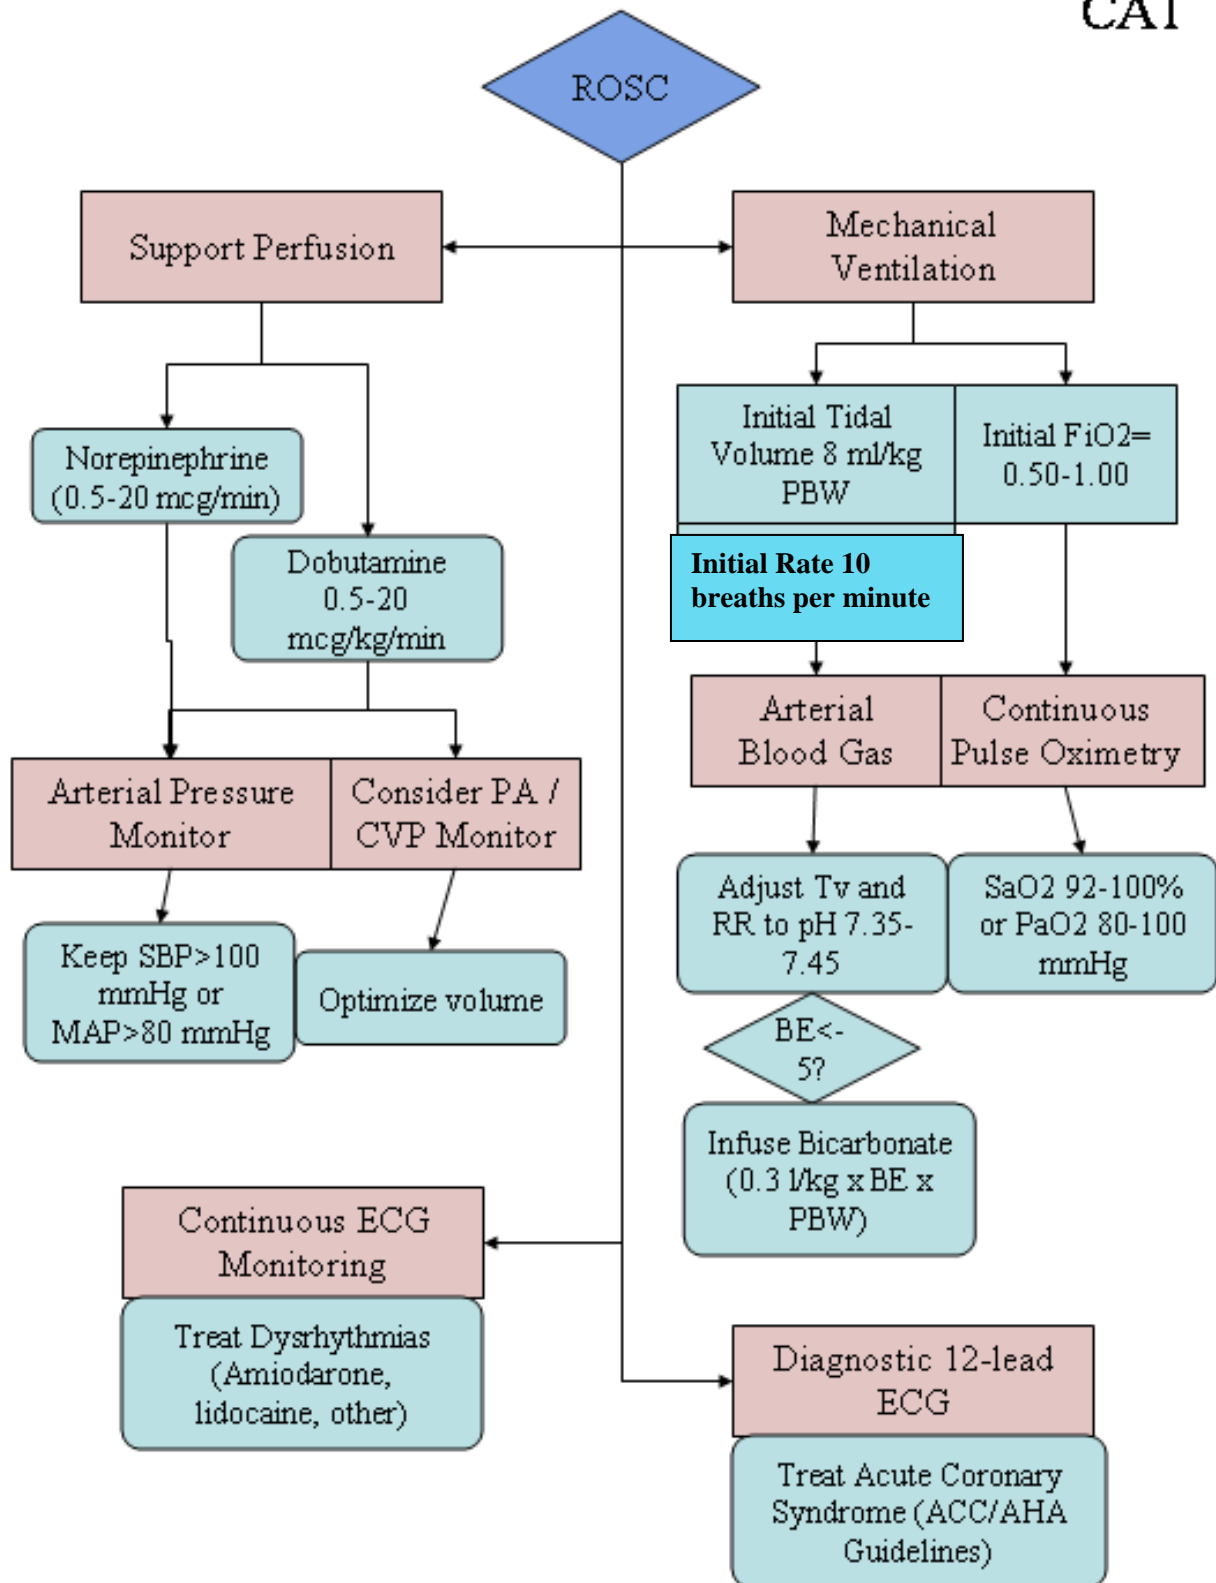 ROSC
Support Perfusion
Mechanical
Ventilation
Norepinephrine
(0.5-20 mcg/min)
Dobutamine
0.5-20
mcg/kg/min
Initial Tidal
Volume 8 ml/kg
PBW
Initial FiO2=
0.50-1.00
Initial Rate 10
breaths per minute
Arterial
Blood Gas
Continuous
Pulse Oximetry
Arterial Pressure
Monitor
Consider PA /
CVP Monitor
Adjust Tv and
RR to pH 7.35-
7.45
SaO2 92-100%
or PaO2 80-100
mmHg
Keep SBP>100
mmHg or
MAP>80 mmHg
Optimize volume
BE<-
5?
Infuse Bicarbonate
(0.3 l/kg x BE x
PBW)
Continuous ECG
Monitoring
Treat Dysrhythmias
(Amiodarone,
lidocaine, other)
Diagnostic 12-lead
ECG
Treat Acute Coronary
Syndrome (ACC/AHA
Guidelines)